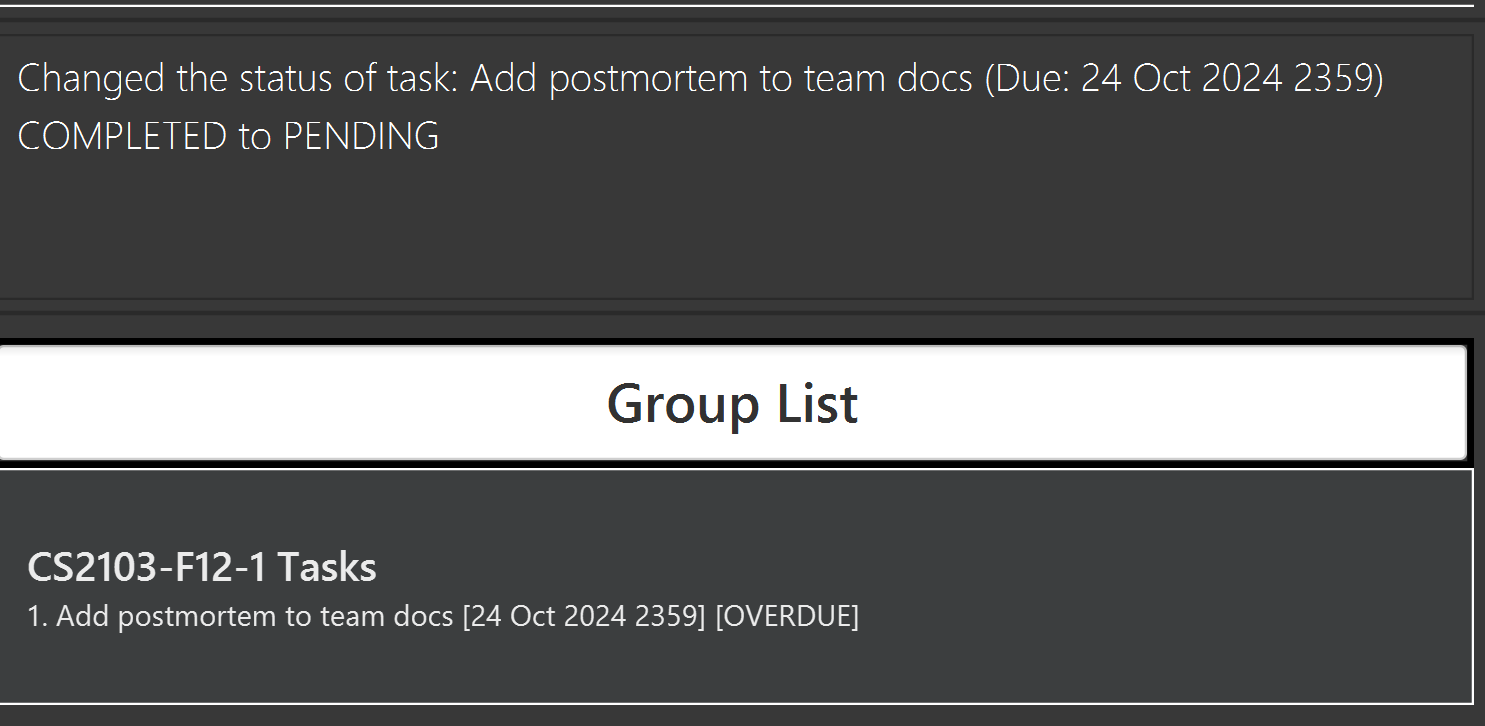 Changed the status of task: Add postmortem to team docs (Due: 24 Oct 2024 2359)
COMPLETED to PENDING
Group List
CS2103-F12-1 Tasks
1. Add postmortem to team docs [24 Oct 2024 2359] [OVERDUE]